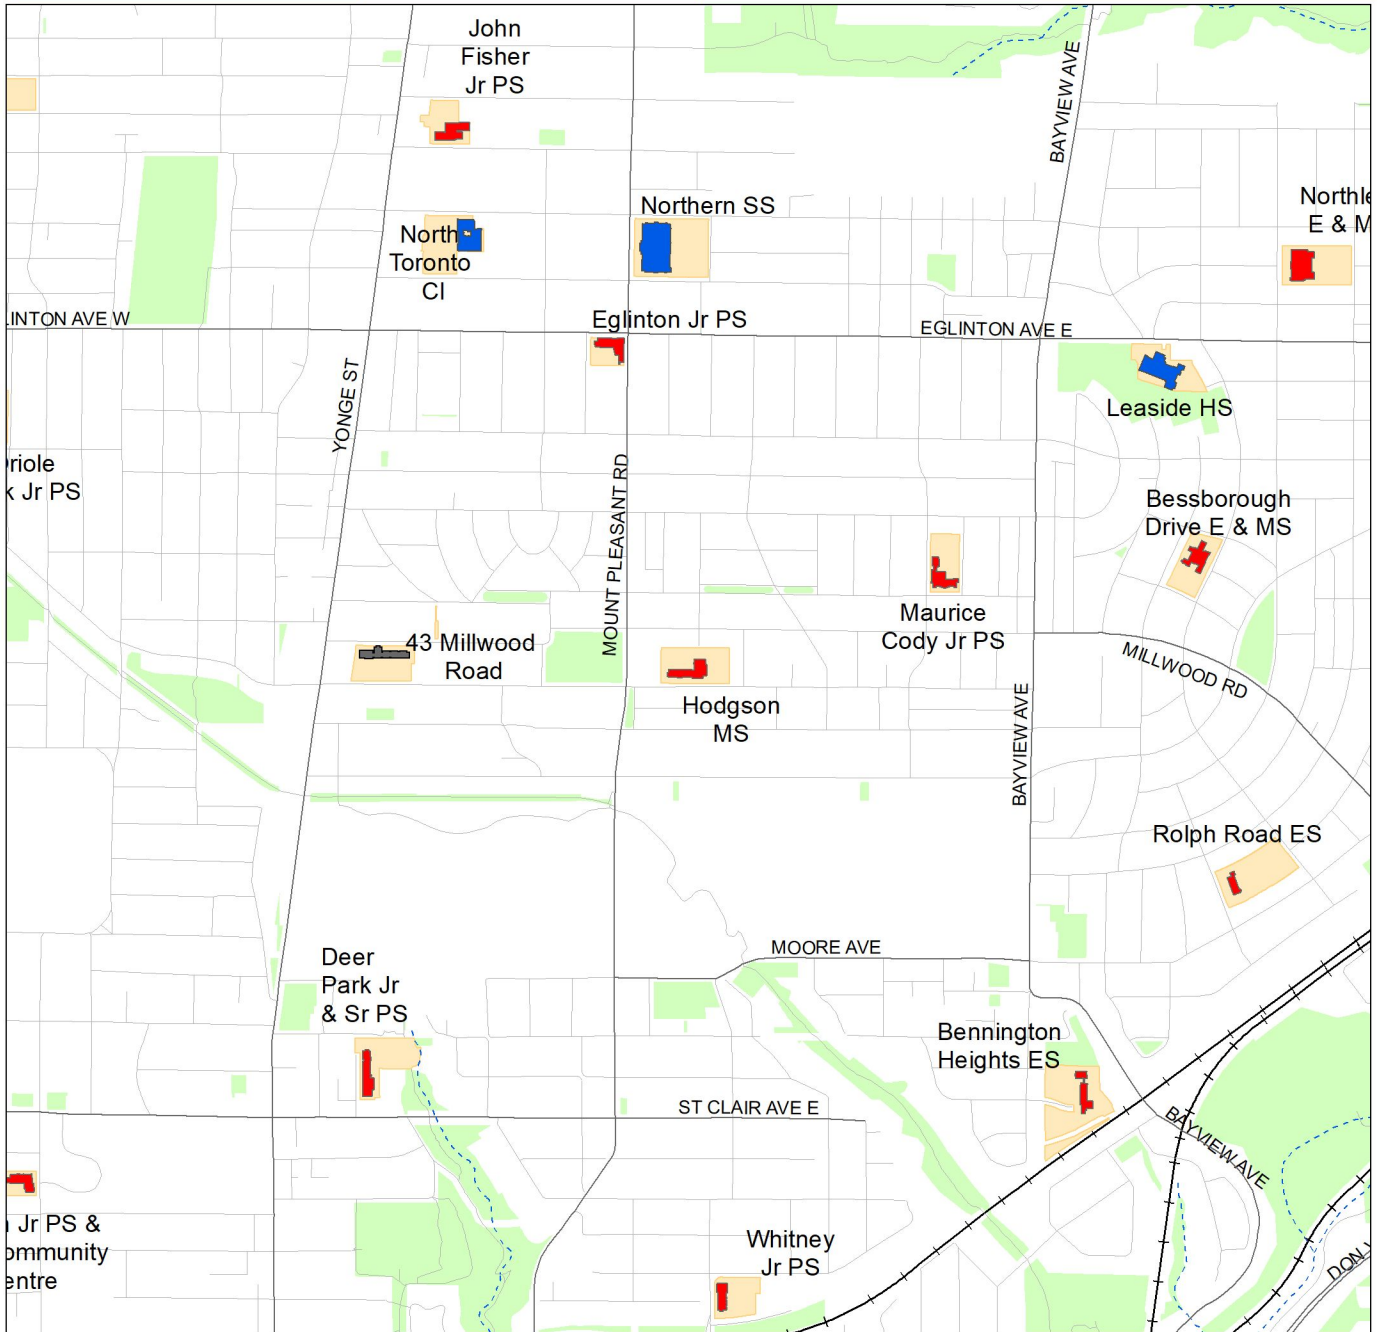 John
Fisher
Jr PS
BAYVIEW AVE
Northern SS
North
Toronto
CI
Northle
E & M
LINTON AVE W
Eglinton Jr PS
EGLINTON AVE E
YONGE ST
Leaside HS
riole
k Jr PS
MOUNT PLEASANT RD
Bessborough
Drive E & MS
Maurice
Cody Jr PS
43 Millwood
Road
MILLWOOD RD
Hodgson
MS
BAYVIEW AVE
Rolph Road ES
MOORE AVE
Deer
Park Jr
& Sr PS
Bennington
Heights ES
ST CLAIR AVE E
BAYVIEW AVE
Jr PS &
ommunity
entre
Whitney
Jr PS
DON